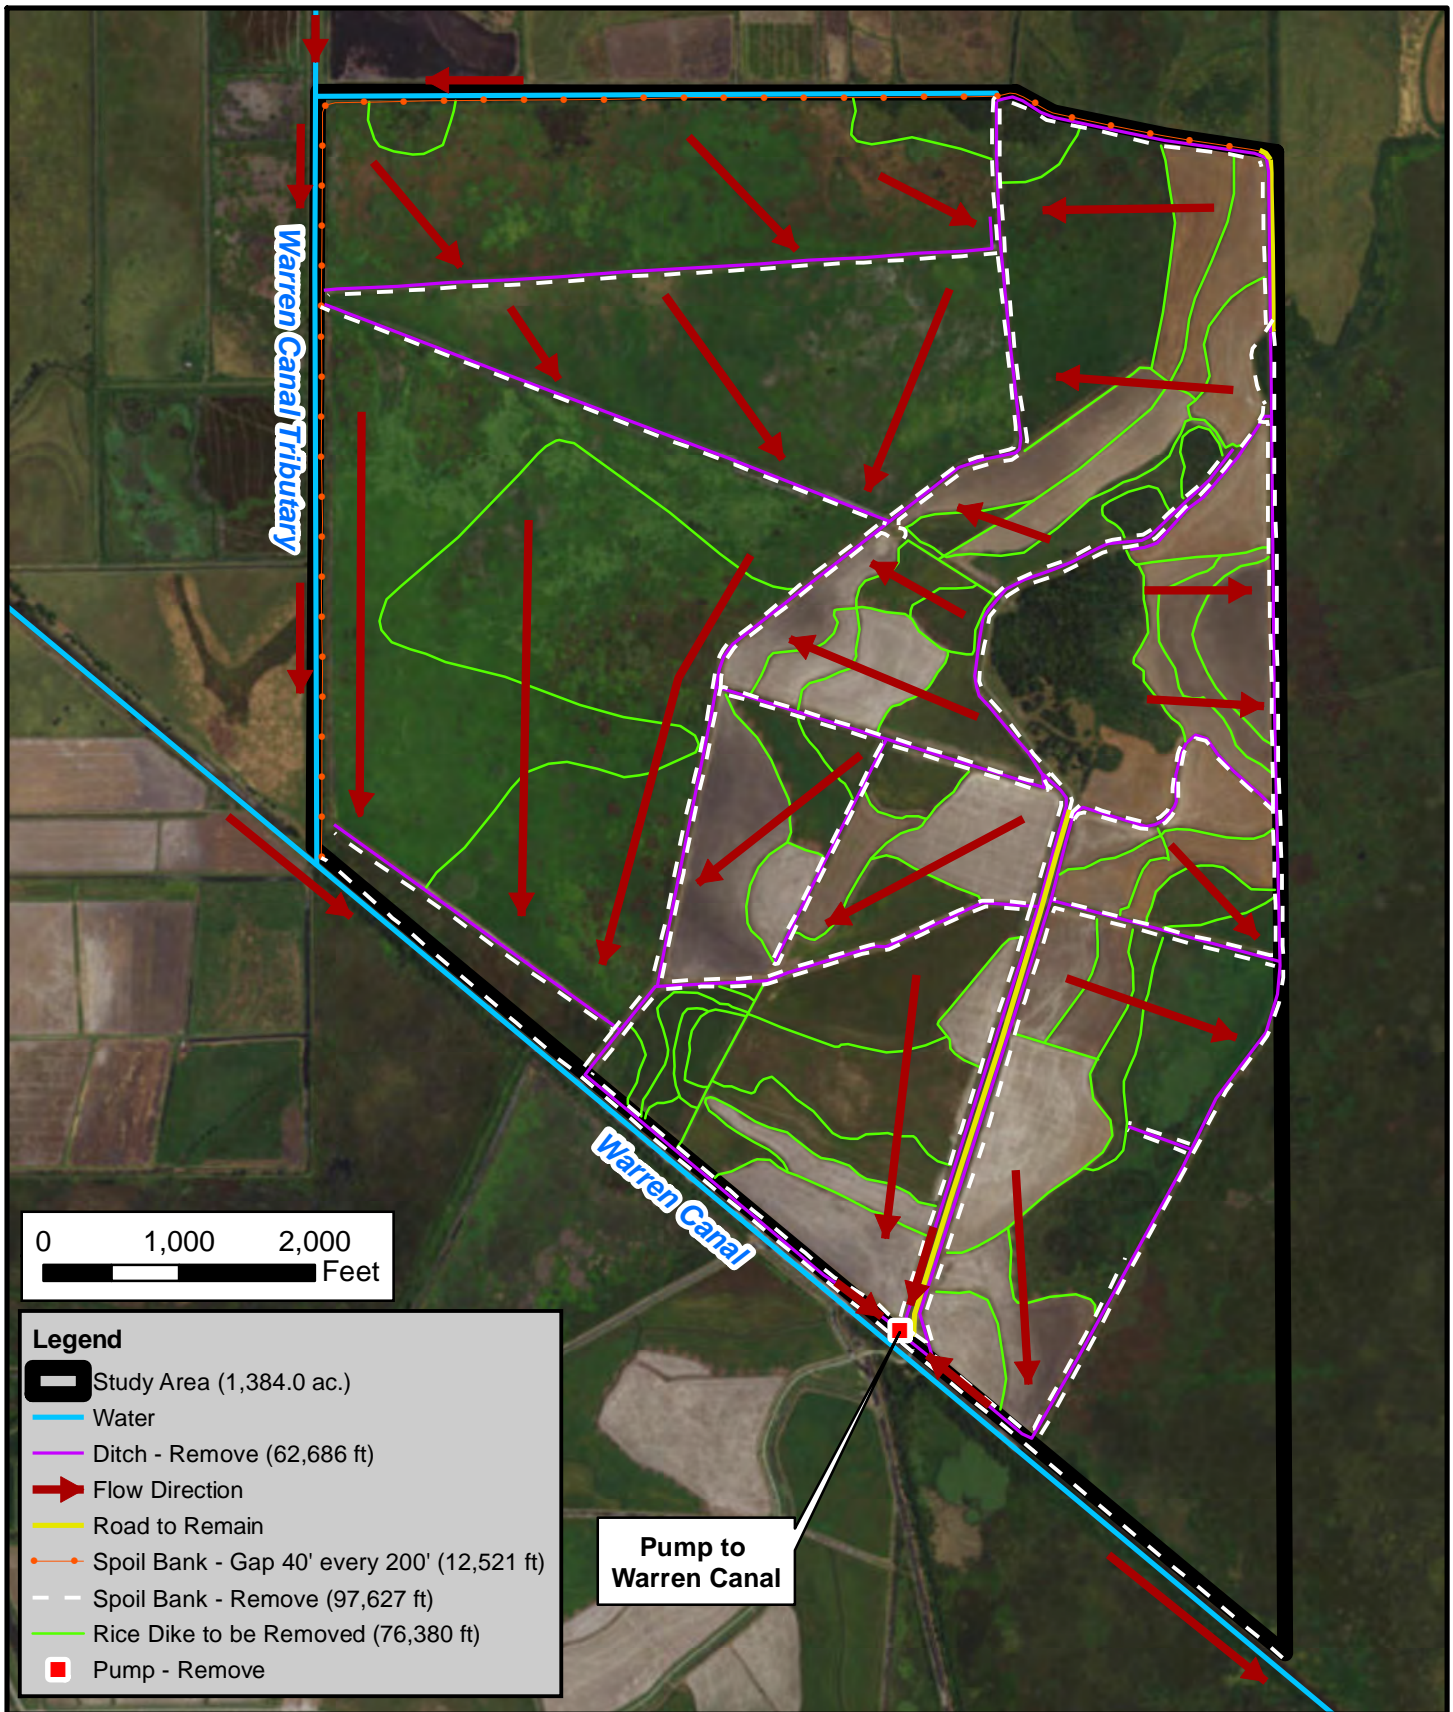 Warren Canal Tributary
Warren Canal
0 1,000 2,000
Feet
Legend
Study Area (1,384.0 ac.)
Water
Ditch - Remove (62,686 ft)
Flow Direction
Road to Remain
Spoil Bank - Gap 40' every 200' (12,521 ft)
Spoil Bank - Remove (97,627 ft)
Rice Dike to be Removed (76,380 ft)
Pump - Remove
Pump to
Warren Canal